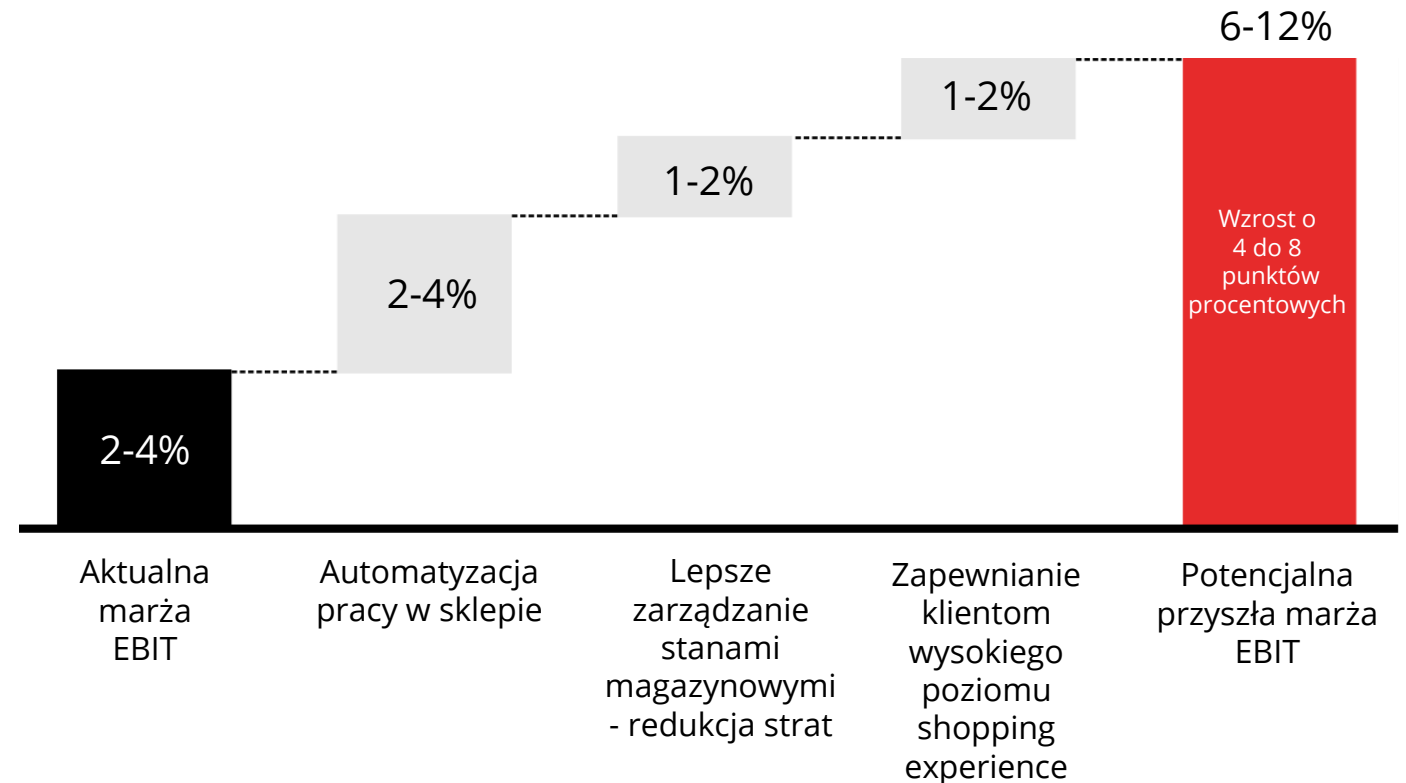 6-12%
1-2%
1-2%
2-4%
2-4%
Wzrost o
4 do 8
punktów
procentowych
Aktualna
marża
EBIT
Automatyzacja
pracy w sklepie
Lepsze
zarządzanie
stanami
magazynowymi
- redukcja strat
Zapewnianie
klientom
wysokiego
poziomu
shopping
experience
Potencjalna
przyszła marża
EBIT